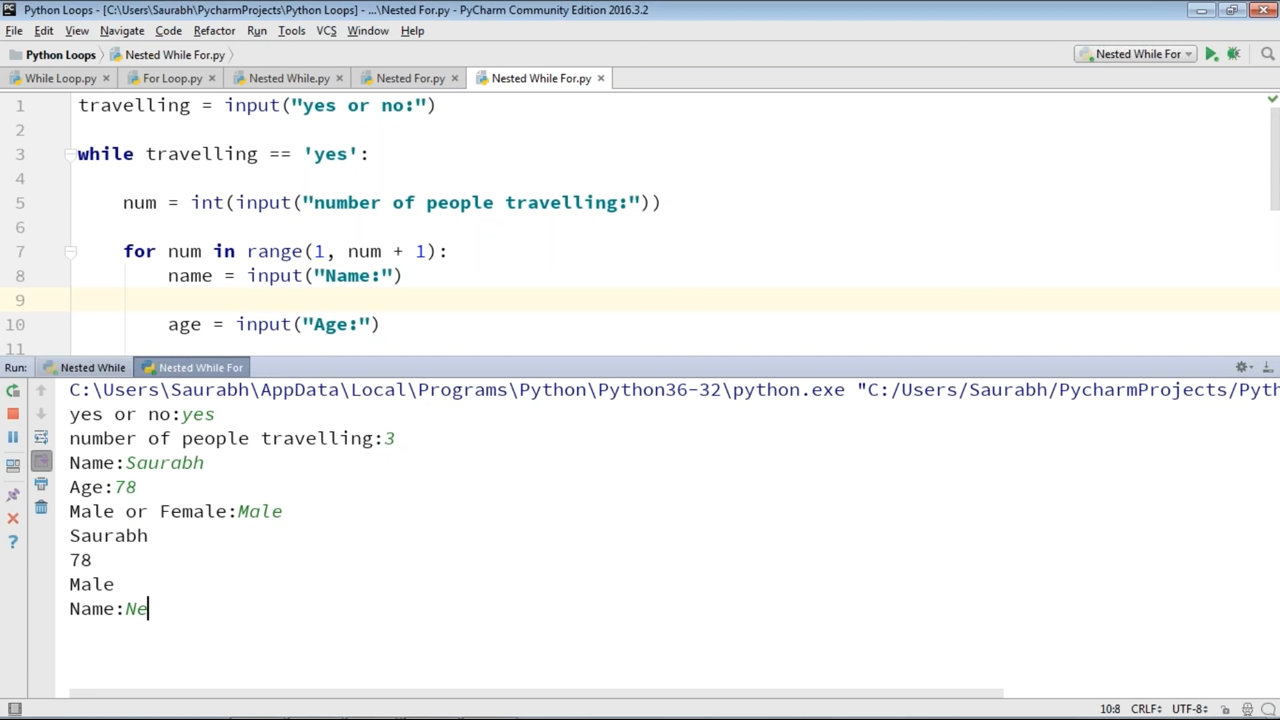 Python Loops - [C:\Users\Saurabh\PycharmProjects\Python Loops] - ...\Nested For.py - PyCharm Community Edition 2016.3.2
File Edit View Navigate Code Refactor Run Tools VCS Window Help
Python Loops Nested While For.py Nested While For
While Loop.py For Loop.py Nested While.py Nested For.py Nested While For.py
1 travelling = input("yes or no:")
2
3 while travelling == 'yes':
4
5 num = int(input("number of people travelling:"))
6
7 for num in range(1, num + 1):
8 name = input("Name:")
9
10 age = input("Age:")
11
Run: Nested While Nested While For
C:\Users\Saurabh\AppData\Local\Programs\Python\Python36-32\python.exe "C:/Users/Saurabh/PycharmProjects/Pyth
yes or no:yes
number of people travelling:3
Name:Saurabh
Age:78
Male or Female:Male
Saurabh
78
Male
Name:Ne
10:8 CRLF UTF-8